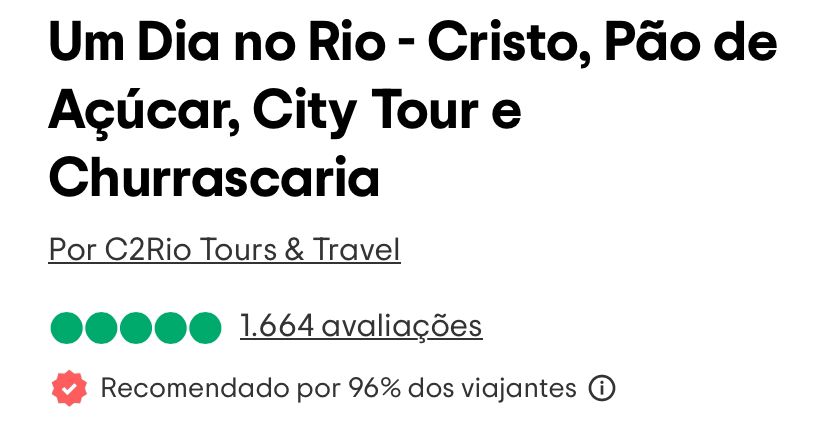 Um Dia no Rio - Cristo, Pão de
Açúcar, City Tour e
Churrascaria
Por C2Rio Tours & Travel
1.664 avaliações
Recomendado por 96% dos viajantes